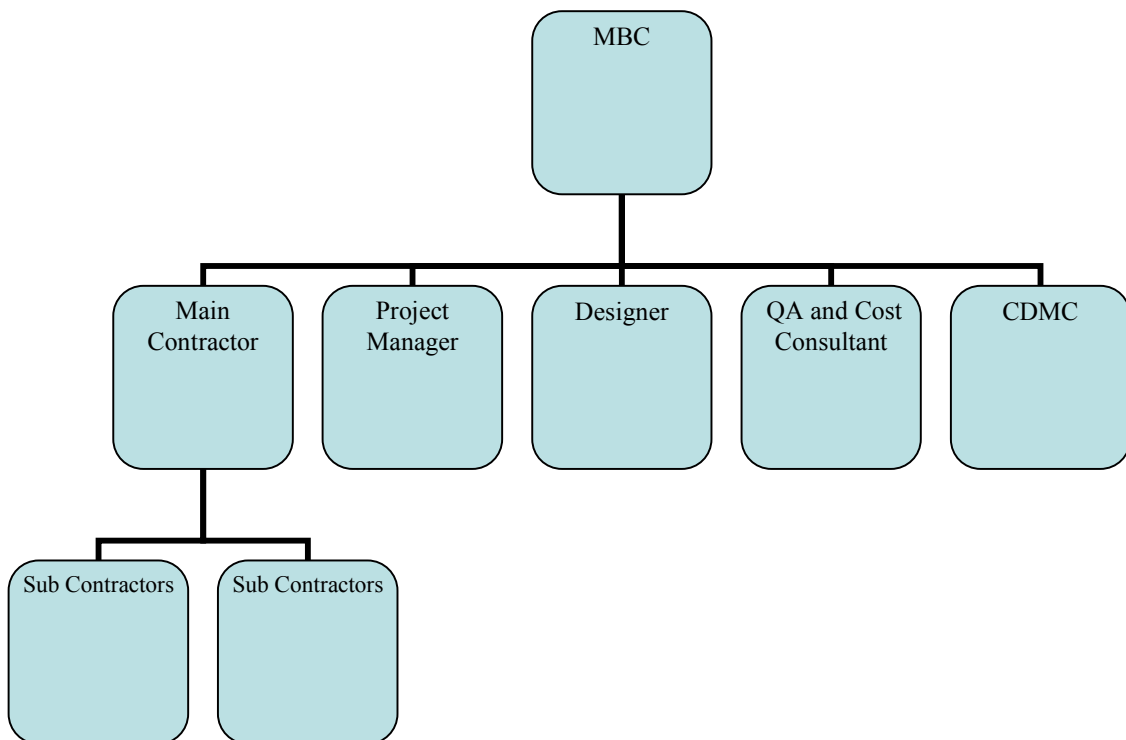 MBC
Main
Contractor
Project
Manager
Designer
QA and Cost
Consultant
CDMC
Sub Contractors
Sub Contractors